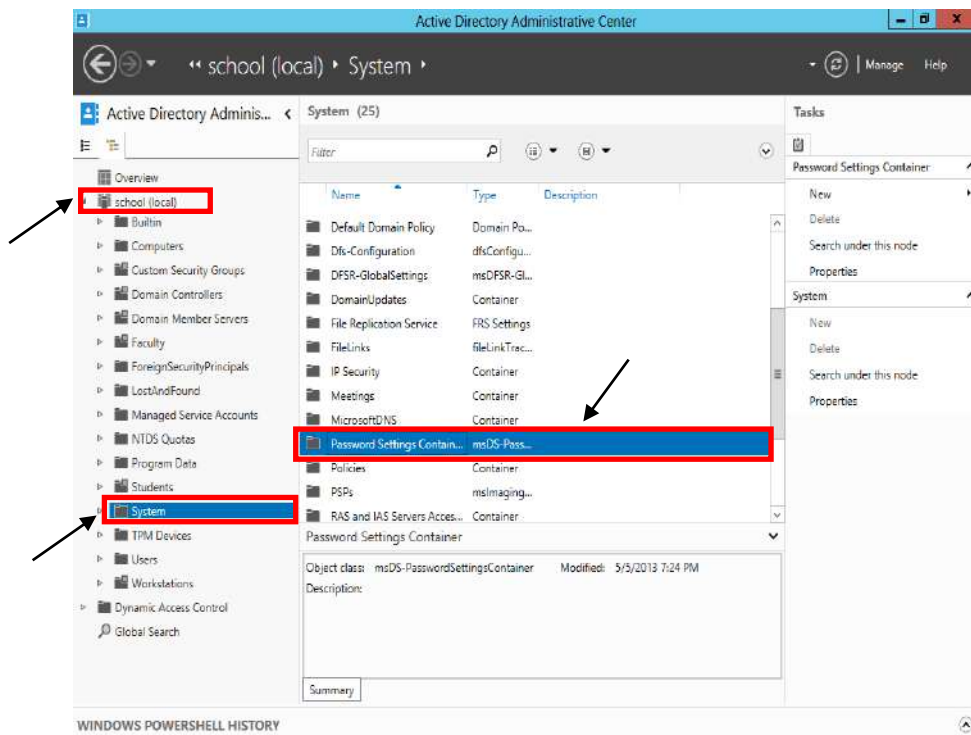 Active Directory Administrative Center
school (local) System
Manage Help
Active Directory Adminis...
Overview
school (local)
Builtin
Computers
Custom Security Groups
Domain Controllers
Domain Member Servers
Faculty
ForeignSecurityPrincipals
LostAndFound
Managed Service Accounts
NTDS Quotas
Program Data
Students
System
TPM Devices
Users
Workstations
Dynamic Access Control
Global Search
System (25)
Filter
Name Type Description
Default Domain Policy Domain Po...
Dfs-Configuration dfsConfigu...
DFSR-GlobalSettings msDFSR-Gl...
DomainUpdates Container
File Replication Service FRS Settings
FileLinks fileLinkTrac...
IP Security Container
Meetings Container
MicrosoftDNS Container
Password Settings Contain... msDS-Pass...
Policies Container
PSPs msImaging...
RAS and IAS Servers Acces... Container
Password Settings Container
Object class: msDS-PasswordSettingsContainer Modified: 5/5/2013 7:24 PM
Description:
Summary
Tasks
Password Settings Container
New
Delete
Search under this node
Properties
System
New
Delete
Search under this node
Properties
WINDOWS POWERSHELL HISTORY